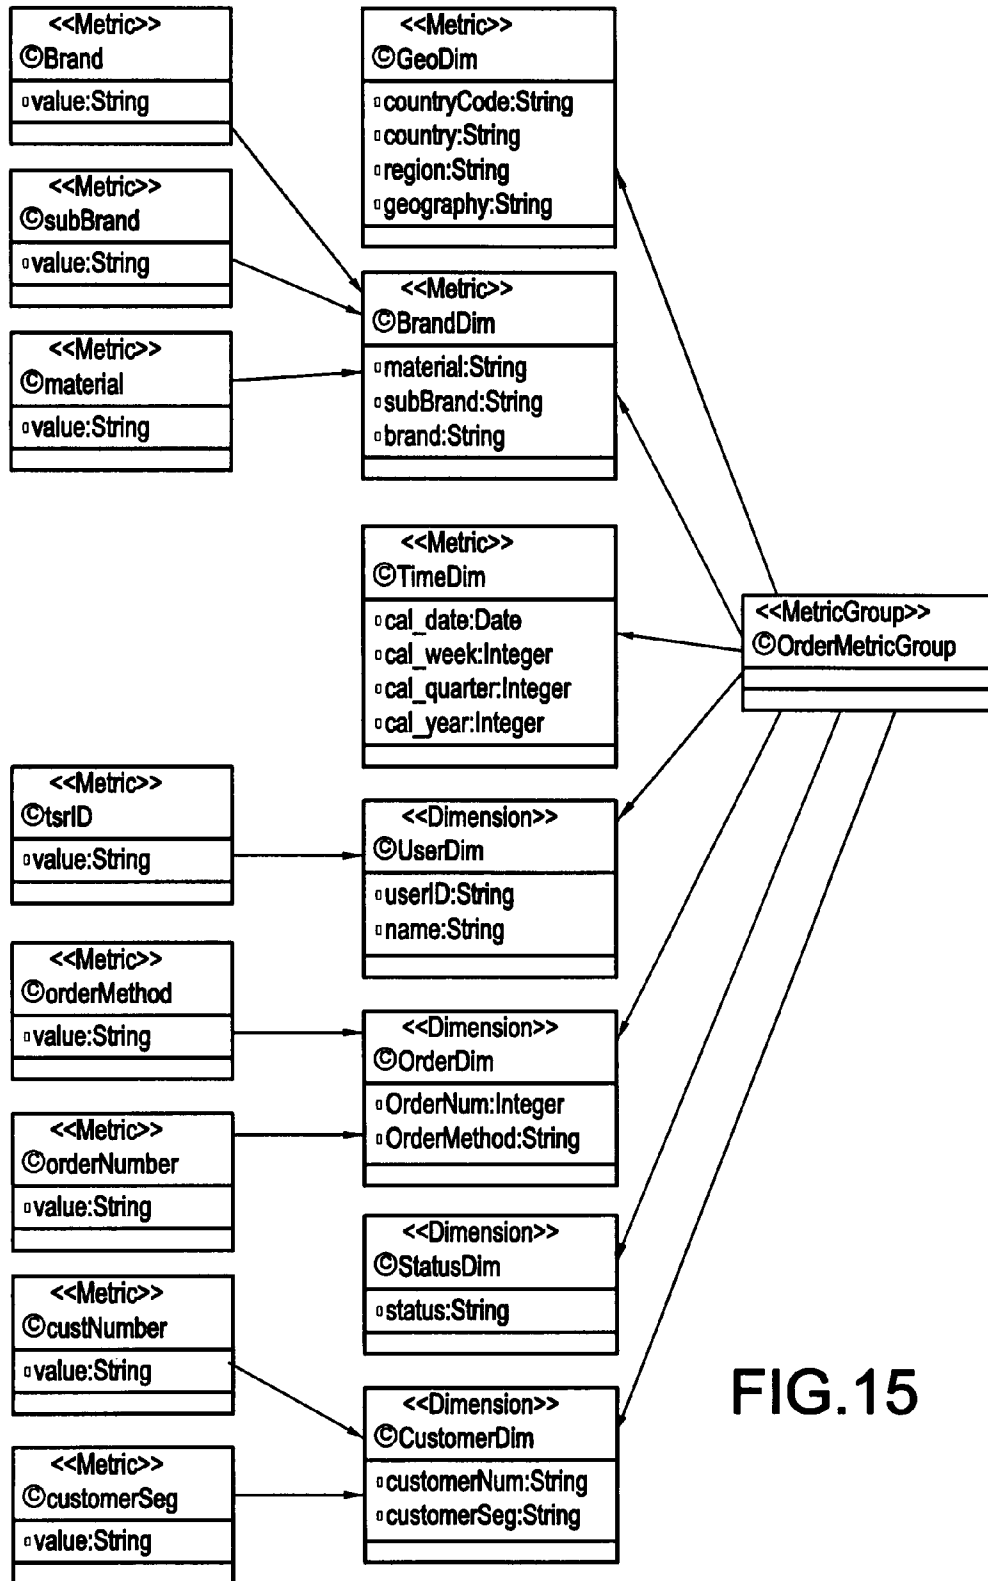 <<Metric>>
©Brand
▫value:String
<<Metric>>
©subBrand
▫value:String
<<Metric>>
©material
▫value:String
<<Metric>>
©tsrID
▫value:String
<<Metric>>
©orderMethod
▫value:String
<<Metric>>
©orderNumber
▫value:String
<<Metric>>
©custNumber
▫value:String
<<Metric>>
©customerSeg
▫value:String
<<Metric>>
©GeoDim
▫countryCode:String
▫country:String
▫region:String
▫geography:String
<<Metric>>
©BrandDim
▫material:String
▫subBrand:String
▫brand:String
<<Metric>>
©TimeDim
▫cal_date:Date
▫cal_week:Integer
▫cal_quarter:Integer
▫cal_year:Integer
<<Dimension>>
©UserDim
▫userID:String
▫name:String
<<Dimension>>
©OrderDim
▫OrderNum:Integer
▫OrderMethod:String
<<Dimension>>
©StatusDim
▫status:String
<<Dimension>>
©CustomerDim
▫customerNum:String
▫customerSeg:String
<<MetricGroup>>
©OrderMetricGroup
FIG.15